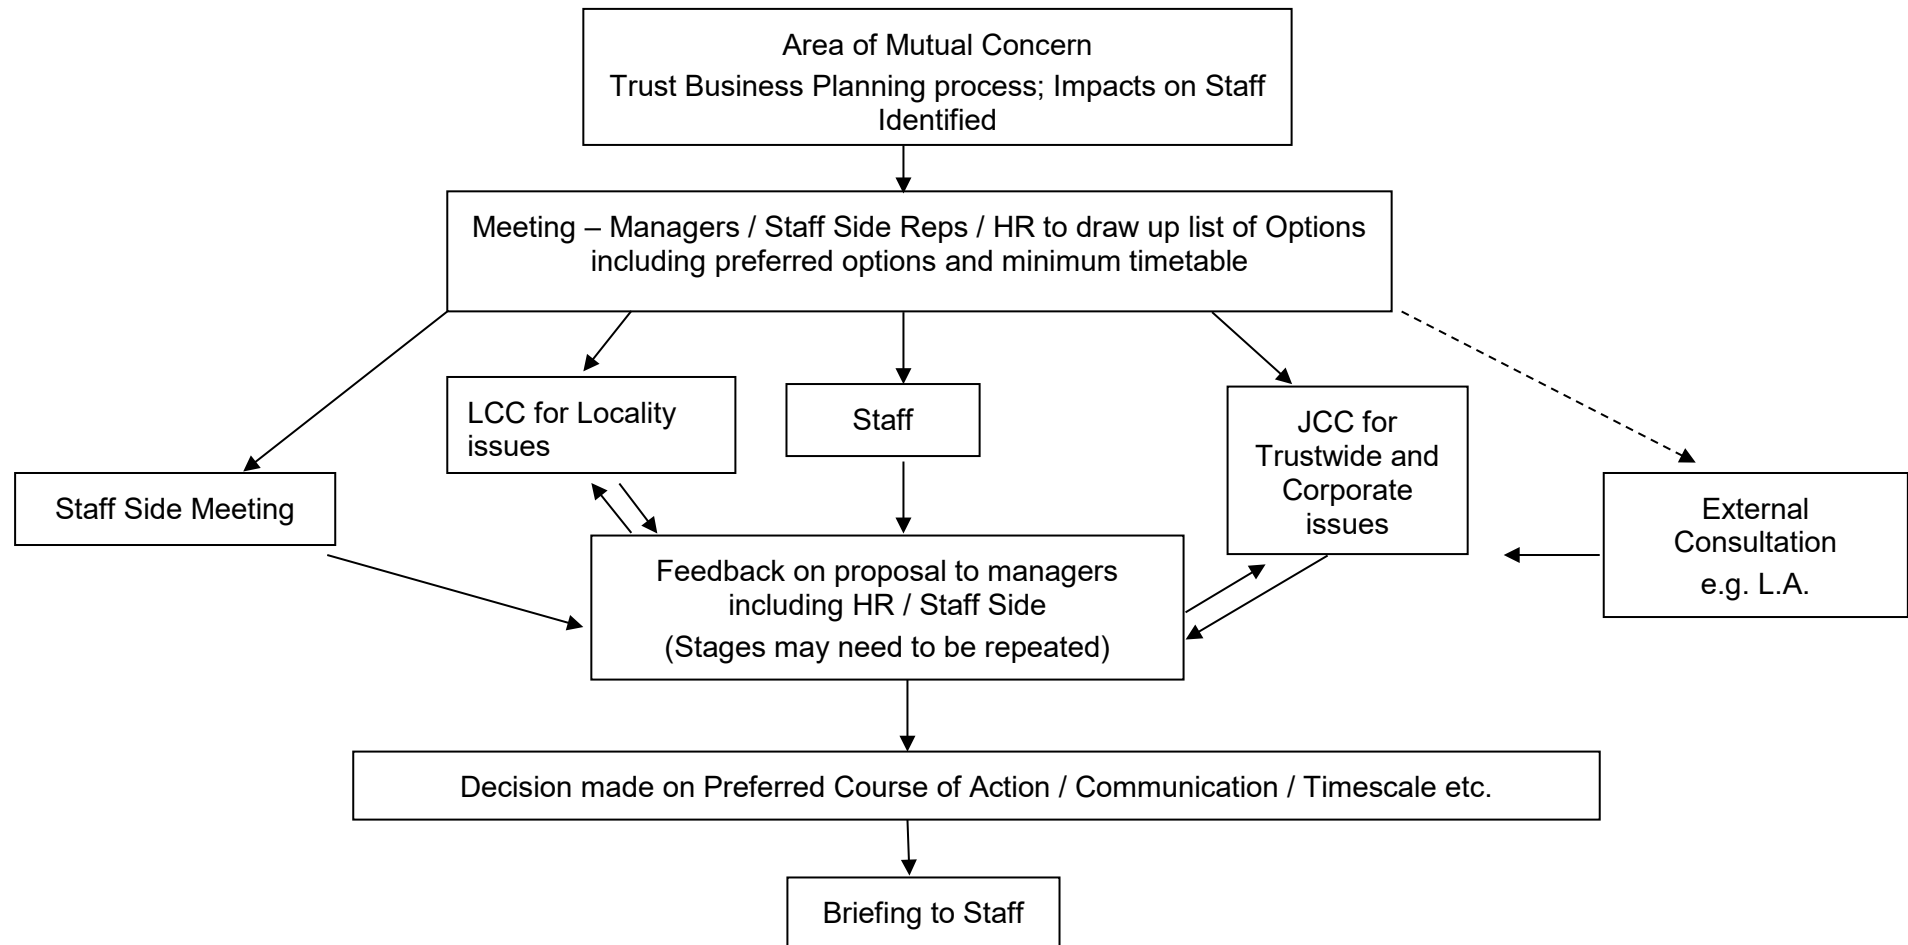 Area of Mutual Concern
Trust Business Planning process; Impacts on Staff
Identified
Meeting – Managers / Staff Side Reps / HR to draw up list of Options
including preferred options and minimum timetable
LCC for Locality
issues
Staff
JCC for
Trustwide and
Corporate
issues
Staff Side Meeting
External
Consultation
e.g. L.A.
Feedback on proposal to managers
including HR / Staff Side
(Stages may need to be repeated)
Decision made on Preferred Course of Action / Communication / Timescale etc.
Briefing to Staff